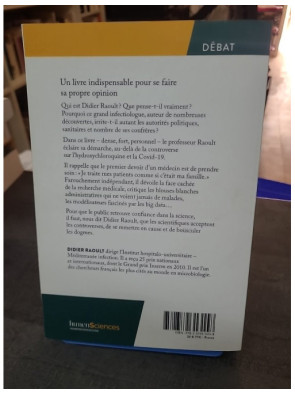 DÉBAT
Un livre indispensable pour se faire
sa propre opinion
Qui est Didier Raoult ? Que pense-t-il vraiment ?
Pourquoi ce grand infectiologue, auteur de nombreuses
découvertes, irrite-t-il autant les autorités politiques,
sanitaires et nombre de ses confrères ?
Dans ce livre – dense, fort, personnel – le professeur Raoult
éclaire sa démarche, au-delà de la controverse
sur l'hydroxychloroquine et la Covid-19.
Il rappelle que le premier devoir d'un médecin est de prendre
soin - « Je traite mes patients comme si c'était ma famille. »
Farouchement indépendant, il dévoile la face cachée
de la recherche médicale, critique les blouses blanches
administratives qui ne voient jamais de malades,
les modélisateurs fascinés par les big data…
Pour que le public retrouve confiance dans la science,
il faut, nous dit Didier Raoult, que les scientifiques acceptent
les controverses, de se remettre en cause et de bousculer
les dogmes.
DIDIER RAOULT dirige l'Institut hospitalo-universitaire –
Méditerranée infection. Il a reçu 25 prix nationaux
et internationaux, dont le Grand prix Inserm en 2010. Il est l'un
des chercheurs français les plus cités au monde en microbiologie.
humenSciences